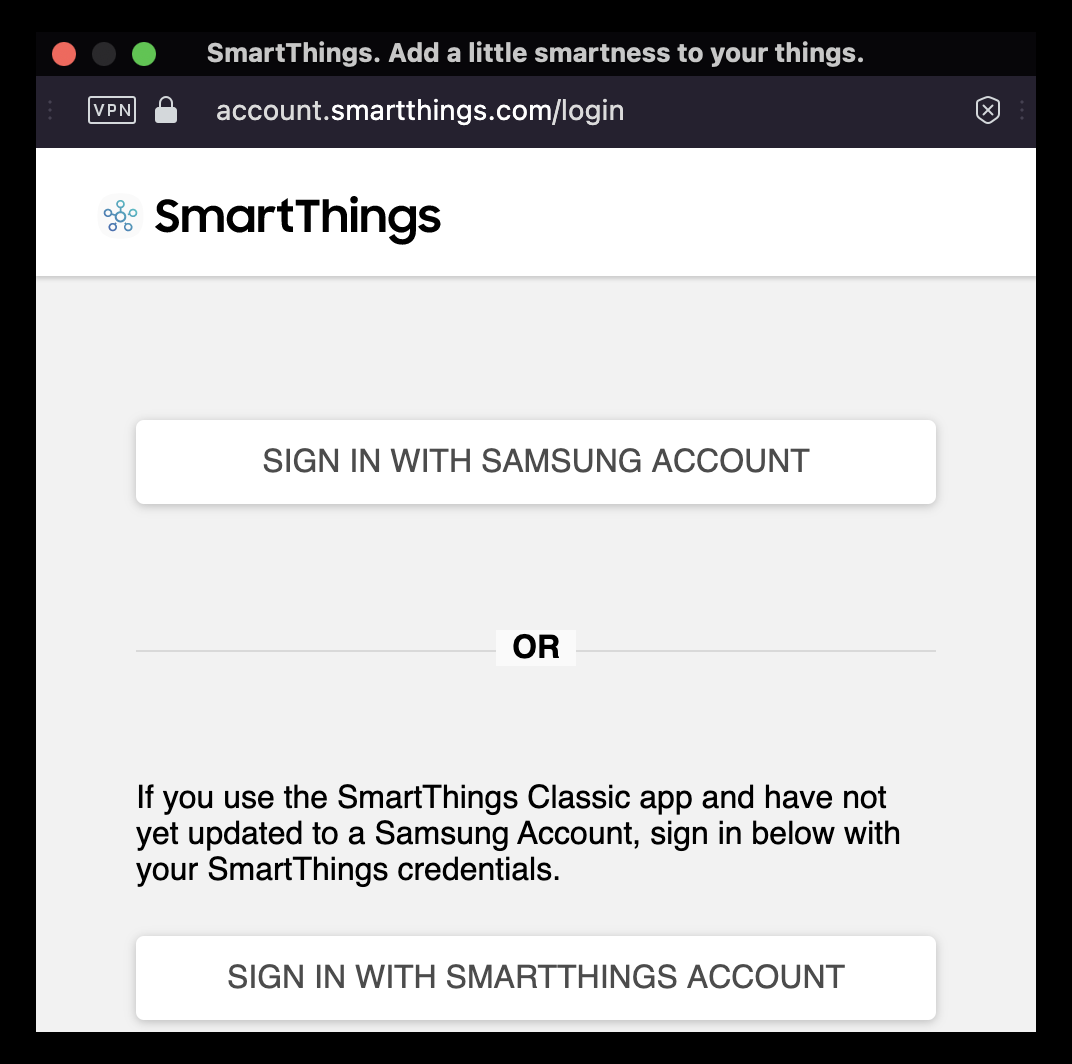 SmartThings. Add a little smartness to your things.
VPN account.smartthings.com/login
SmartThings
SIGN IN WITH SAMSUNG ACCOUNT
OR
If you use the SmartThings Classic app and have not
yet updated to a Samsung Account, sign in below with
your SmartThings credentials.
SIGN IN WITH SMARTTHINGS ACCOUNT